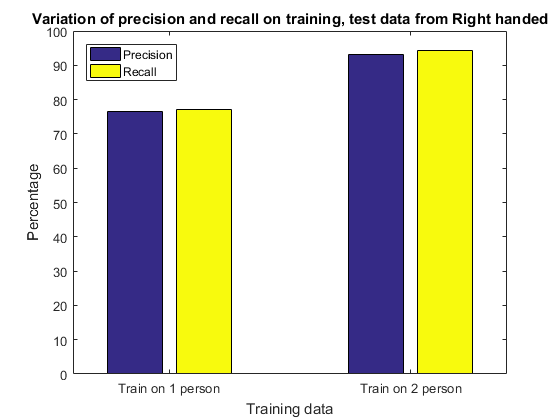 Variation of precision and recall on training, test data from Right handed
Precision
Recall
100
90
80
70
60
50
40
30
20
10
0
Percentage
Train on 1 person
Train on 2 person
Training data